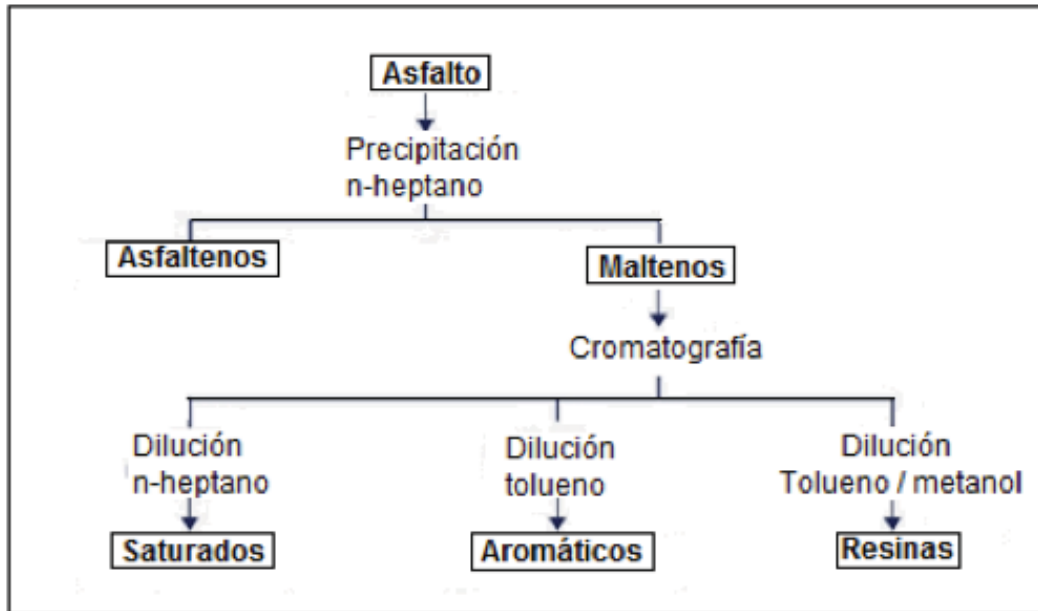 Asfalto
Precipitación
n-heptano
Asfaltenos
Maltenos
Cromatografía
Dilución
n-heptano
Dilución
tolueno
Dilución
Tolueno / metanol
Saturados
Aromáticos
Resinas